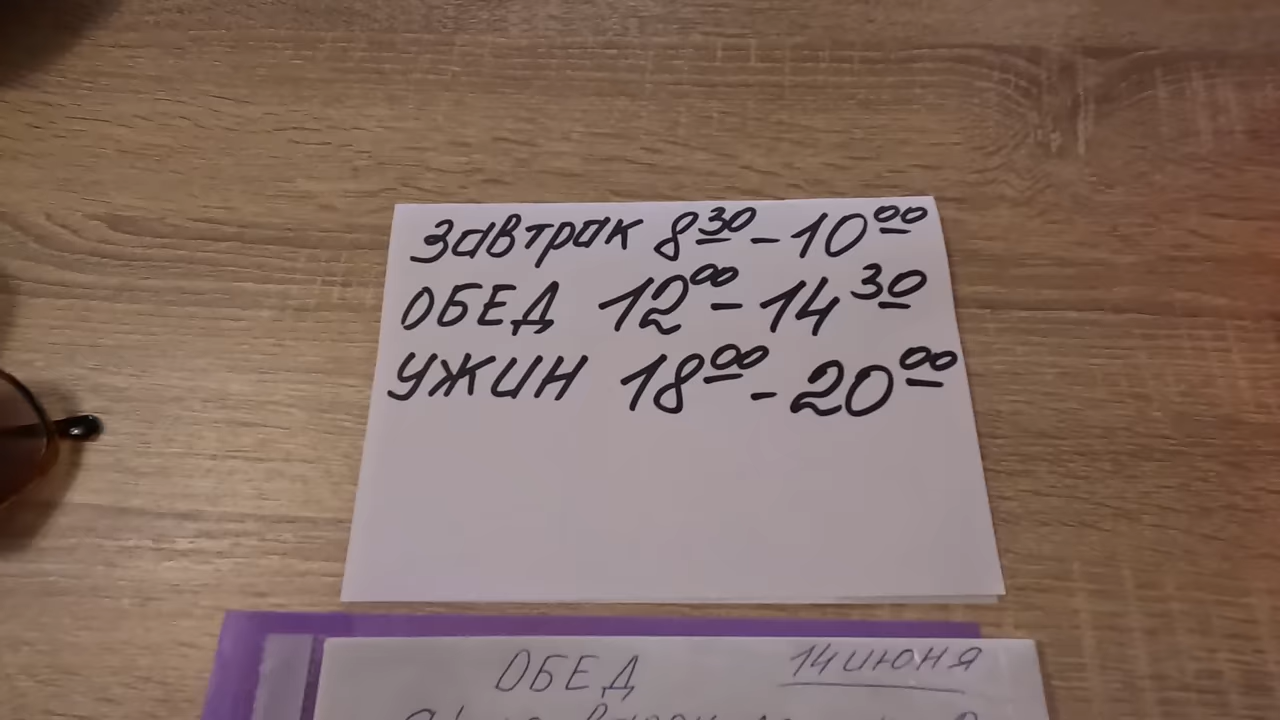 Завтрак 8³⁰ - 10⁰⁰
ОБЕД 12⁰⁰ - 14³⁰
УЖИН 18⁰⁰ - 20⁰⁰
ОБЕД 14 июня